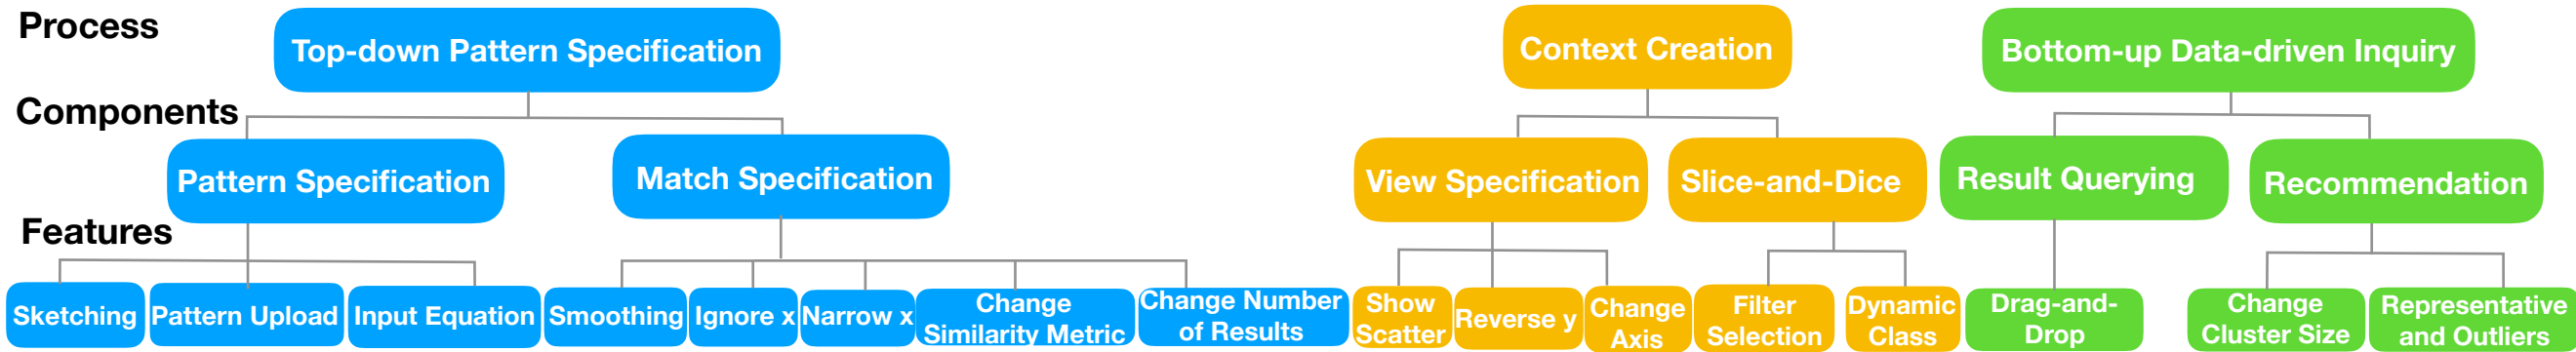 Process
Top-down Pattern Specification
Context Creation
Bottom-up Data-driven Inquiry
Components
Pattern Specification
Match Specification
View Specification
Slice-and-Dice
Result Querying
Recommendation
Features
Sketching
Pattern Upload
Input Equation
Smoothing
Ignore x
Narrow x
Change
Similarity Metric
Change Number
of Results
Show
Scatter
Reverse y
Change
Axis
Filter
Selection
Dynamic
Class
Drag-and-
Drop
Change
Cluster Size
Representative
and Outliers